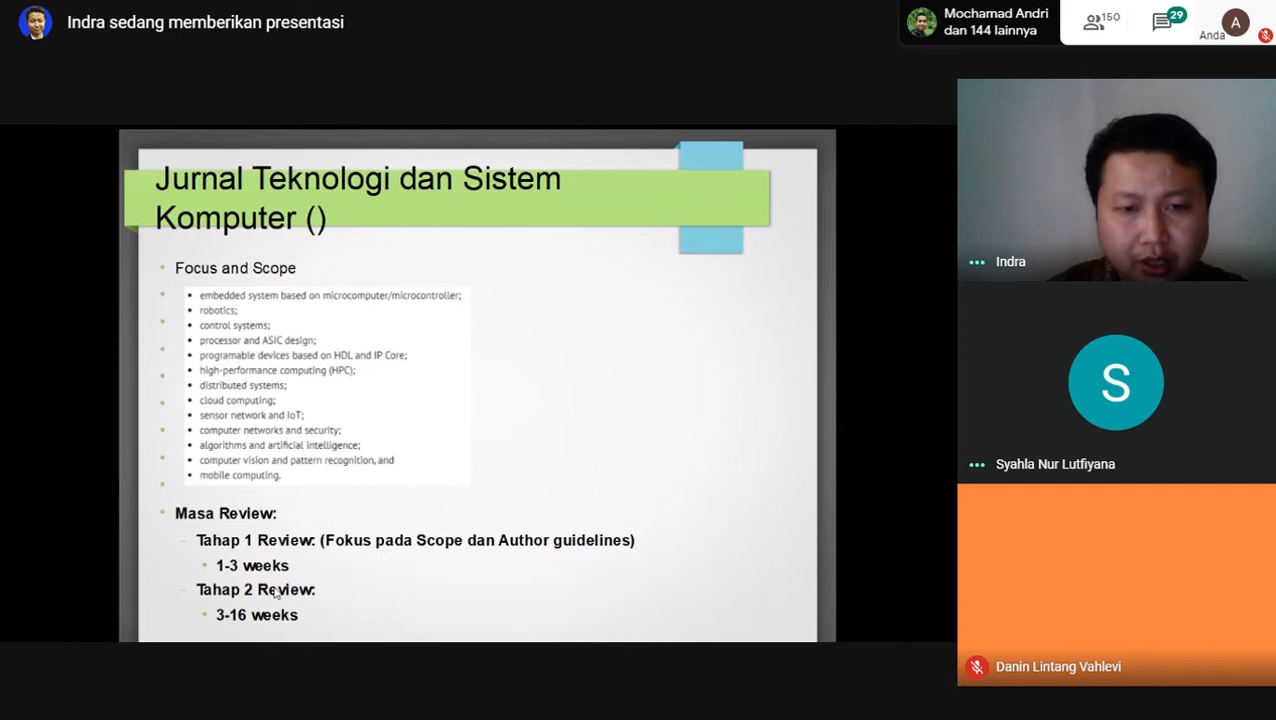 Indra sedang memberikan presentasi
Mochamad Andri
dan 144 lainnya
150
29
A
Anda
Jurnal Teknologi dan Sistem
Komputer ()
Focus and Scope
embedded system based on microcomputer/microcontroller;
robotics;
control systems;
processor and ASIC design;
programable devices based on HDL and IP Core;
high-performance computing (HPC);
distributed systems;
cloud computing;
sensor network and IoT;
computer networks and security;
algorithms and artificial intelligence;
computer vision and pattern recognition, and
mobile computing.
Masa Review:
Tahap 1 Review: (Fokus pada Scope dan Author guidelines)
1-3 weeks
Tahap 2 Review:
3-16 weeks
Indra
S
Syahla Nur Lutfiyana
Danin Lintang Vahlevi